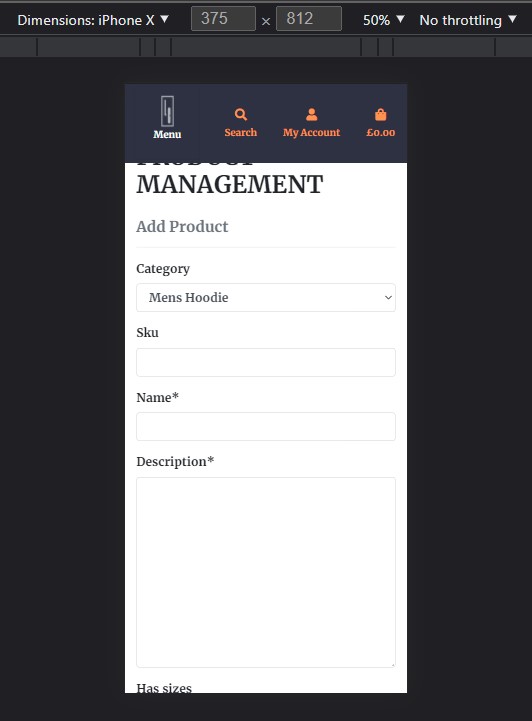 Dimensions: iPhone X ▼ 375 × 812 50% ▼ No throttling ▼
Menu Search My Account £0.00
PRODUCT
MANAGEMENT
Add Product
Category
Mens Hoodie
Sku
Name*
Description*
Has sizes